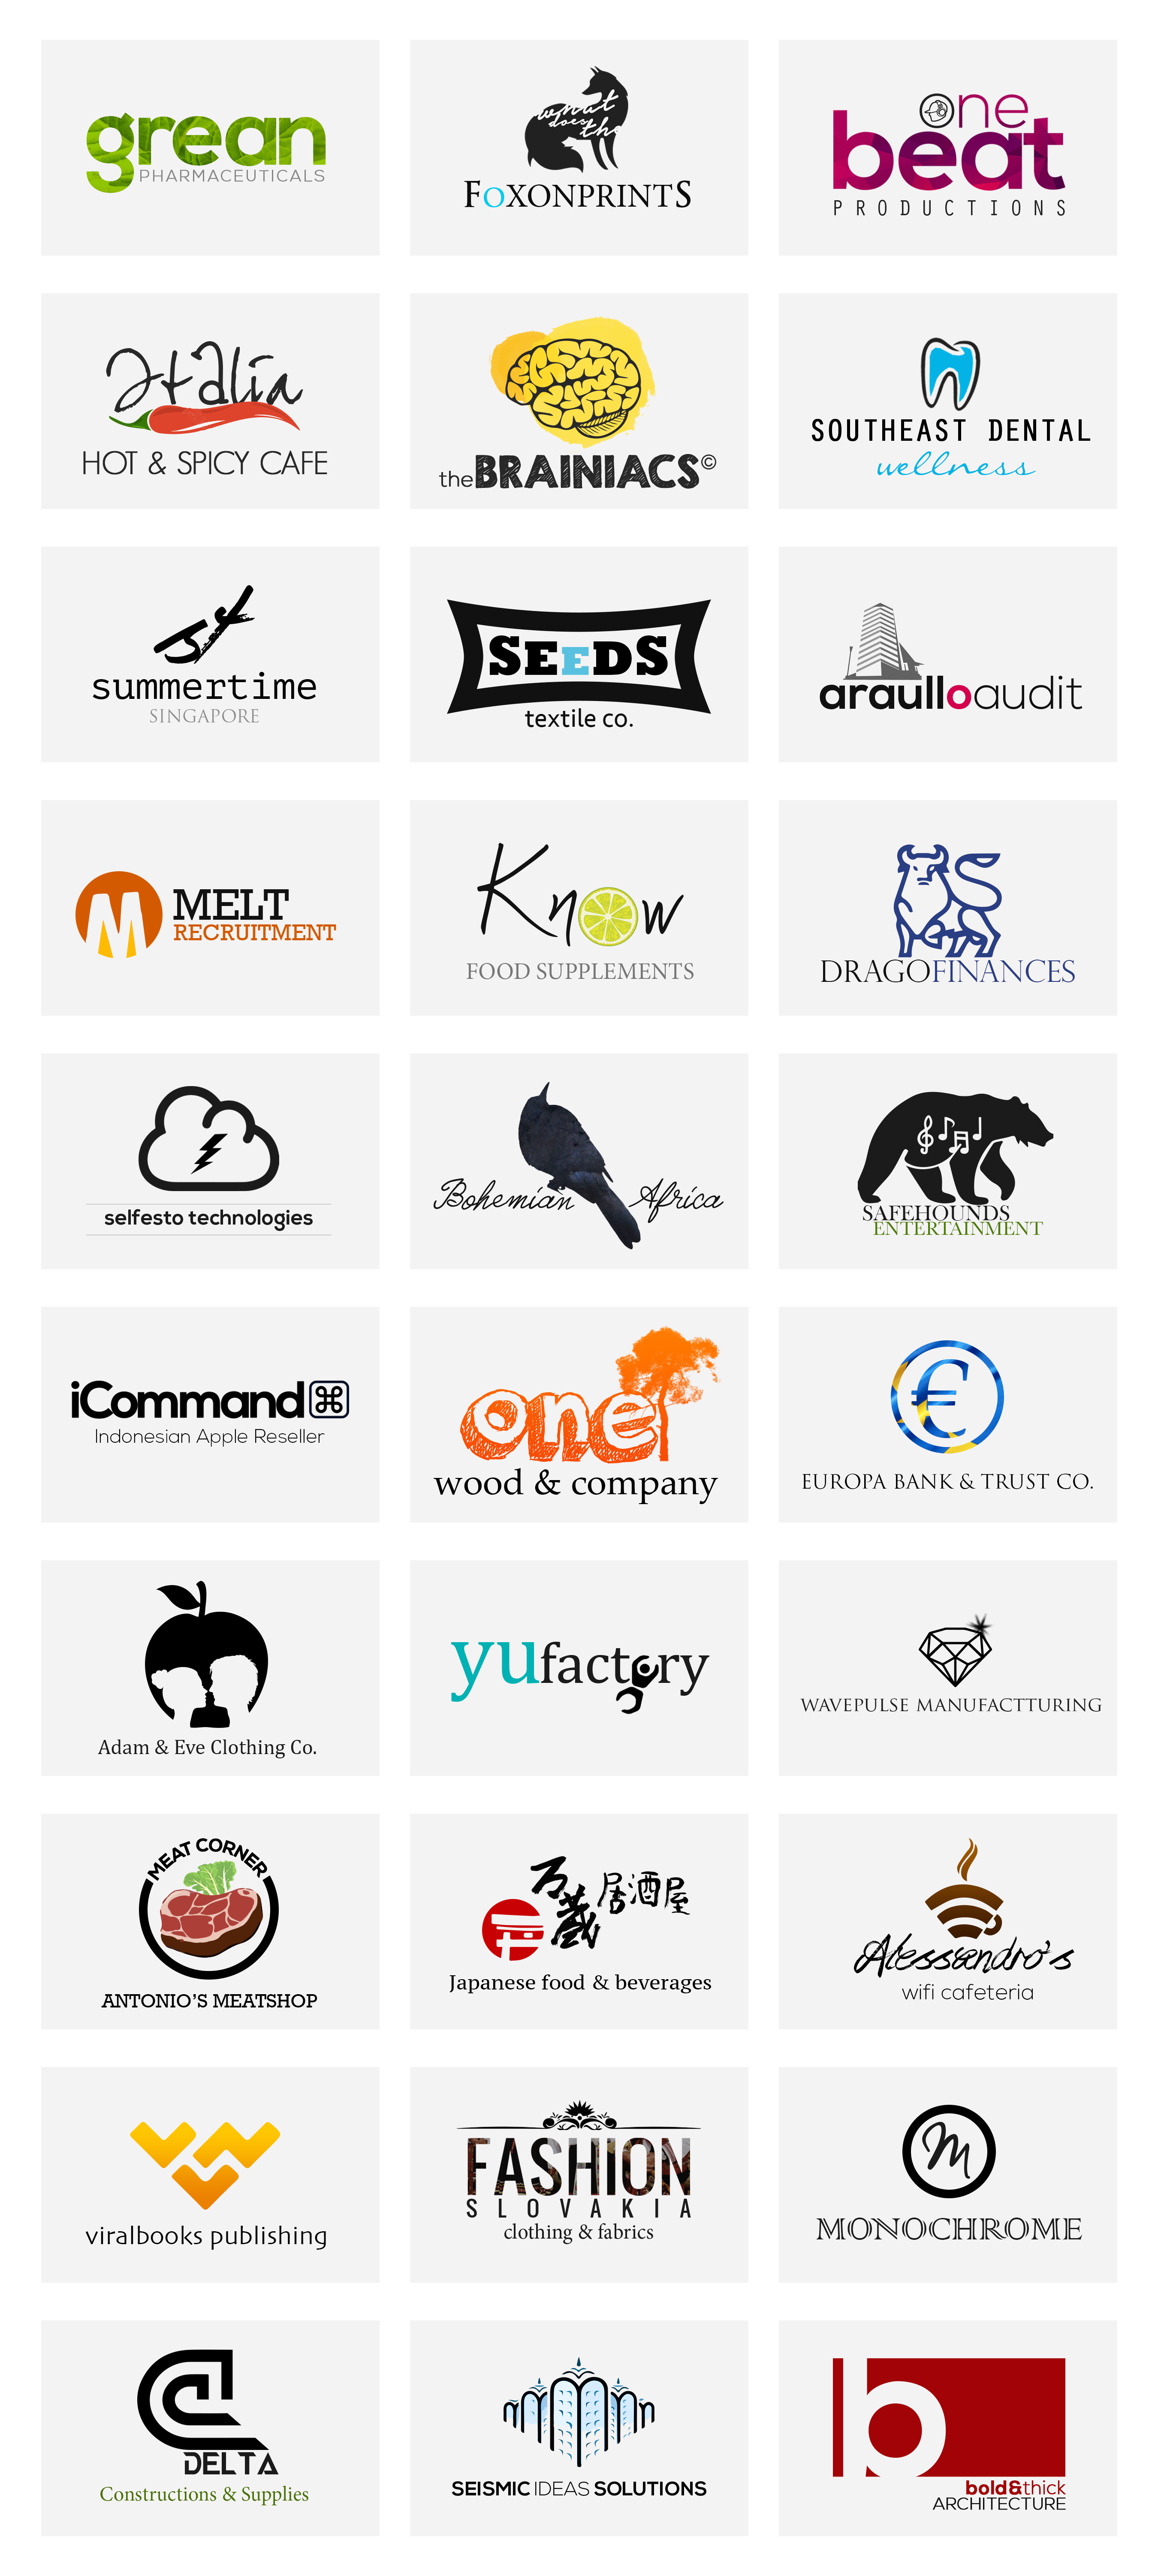 grean
PHARMACEUTICALS
what
does the
FoXONPRINTS
one
beat
PRODUCTIONS
Italia
HOT & SPICY CAFE
theBRAINIACS©
SOUTHEAST DENTAL
wellness
st
summertime
SINGAPORE
SEEDS
textile co.
araulloaudit
M
MELT
RECRUITMENT
Know
FOOD SUPPLEMENTS
DRAGOFINANCES
selfesto technologies
Bohemian Africa
SAFEHOUNDS
ENTERTAINMENT
iCommand ⌘
Indonesian Apple Reseller
one
wood & company
€
EUROPA BANK & TRUST CO.
Adam & Eve Clothing Co.
yufactory
WAVEPULSE MANUFACTTURING
MEAT CORNER
ANTONIO'S MEATSHOP
万蔵 居酒屋
Japanese food & beverages
Alessandro's
wifi cafeteria
viralbooks publishing
FASHION
SLOVAKIA
clothing & fabrics
M
MONOCHROME
DELTA
Constructions & Supplies
SEISMIC IDEAS SOLUTIONS
b
bold&thick
ARCHITECTURE